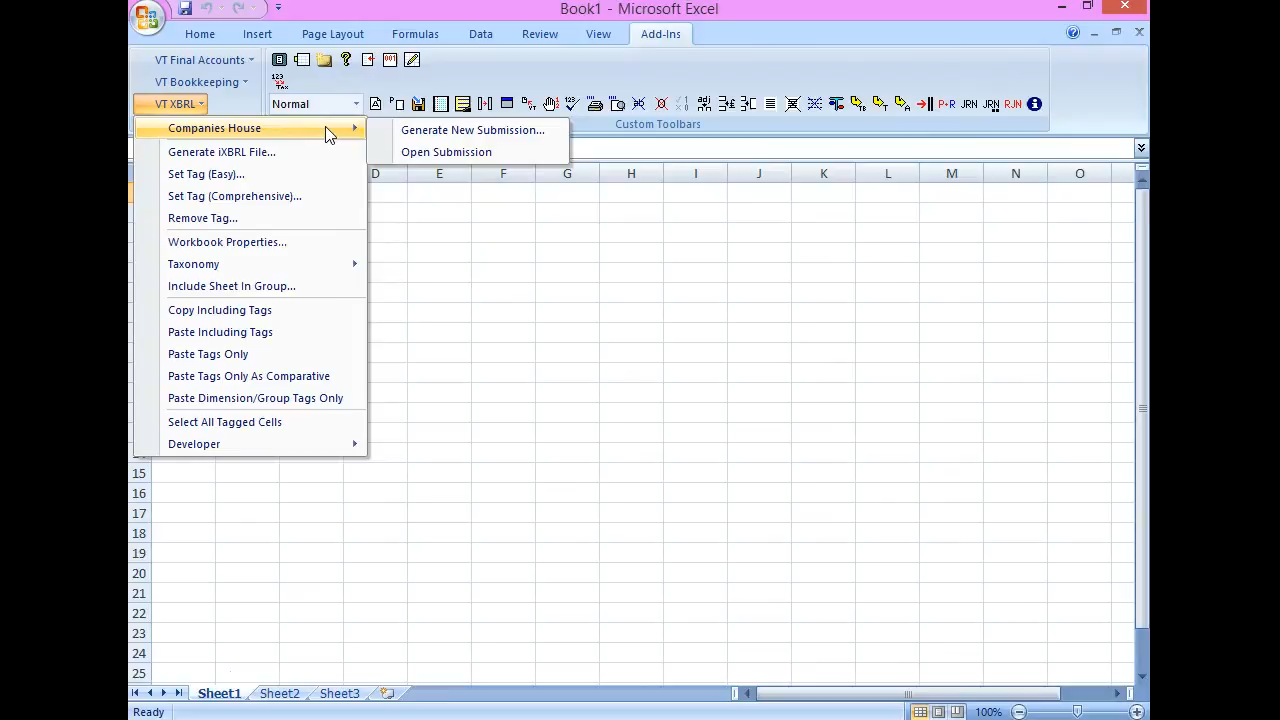 Book1 - Microsoft Excel
Home Insert Page Layout Formulas Data Review View Add-Ins
VT Final Accounts
VT Bookkeeping
VT XBRL
Normal
Custom Toolbars
Companies House
Generate New Submission...
Open Submission
Generate iXBRL File...
Set Tag (Easy)...
Set Tag (Comprehensive)...
Remove Tag...
Workbook Properties...
Taxonomy
Include Sheet In Group...
Copy Including Tags
Paste Including Tags
Paste Tags Only
Paste Tags Only As Comparative
Paste Dimension/Group Tags Only
Select All Tagged Cells
Developer
D E F G H I J K L M N O
15
16
17
18
19
20
21
22
23
24
25
Sheet1 Sheet2 Sheet3
Ready 100%